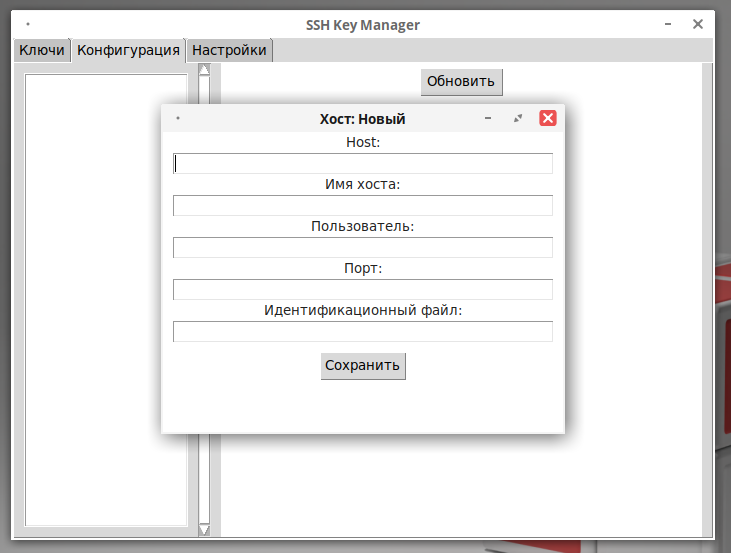 SSH Key Manager
Ключи
Конфигурация
Настройки
Обновить
Хост: Новый
Host:
Имя хоста:
Пользователь:
Порт:
Идентификационный файл:
Сохранить